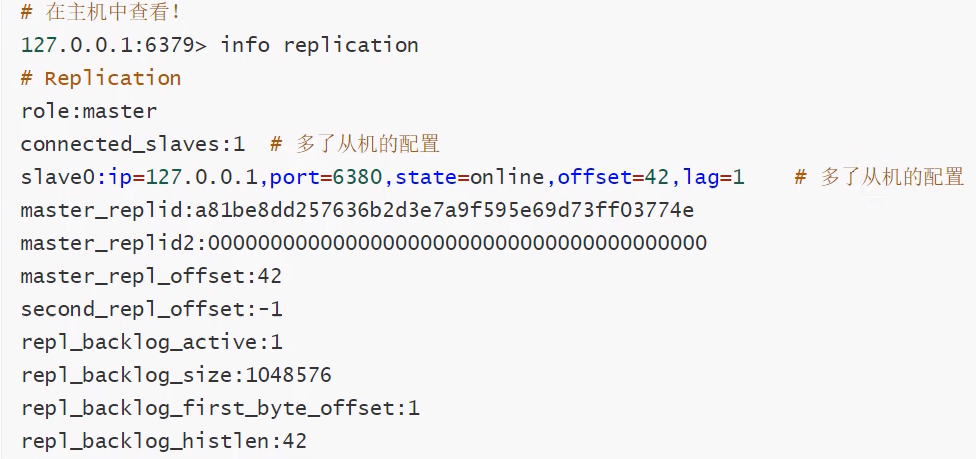 # 在主机中查看！
127.0.0.1:6379> info replication
# Replication
role:master
connected_slaves:1 # 多了从机的配置
slave0:ip=127.0.0.1,port=6380,state=online,offset=42,lag=1 # 多了从机的配置
master_replid:a81be8dd257636b2d3e7a9f595e69d73ff03774e
master_replid2:0000000000000000000000000000000000000000
master_repl_offset:42
second_repl_offset:-1
repl_backlog_active:1
repl_backlog_size:1048576
repl_backlog_first_byte_offset:1
repl_backlog_histlen:42